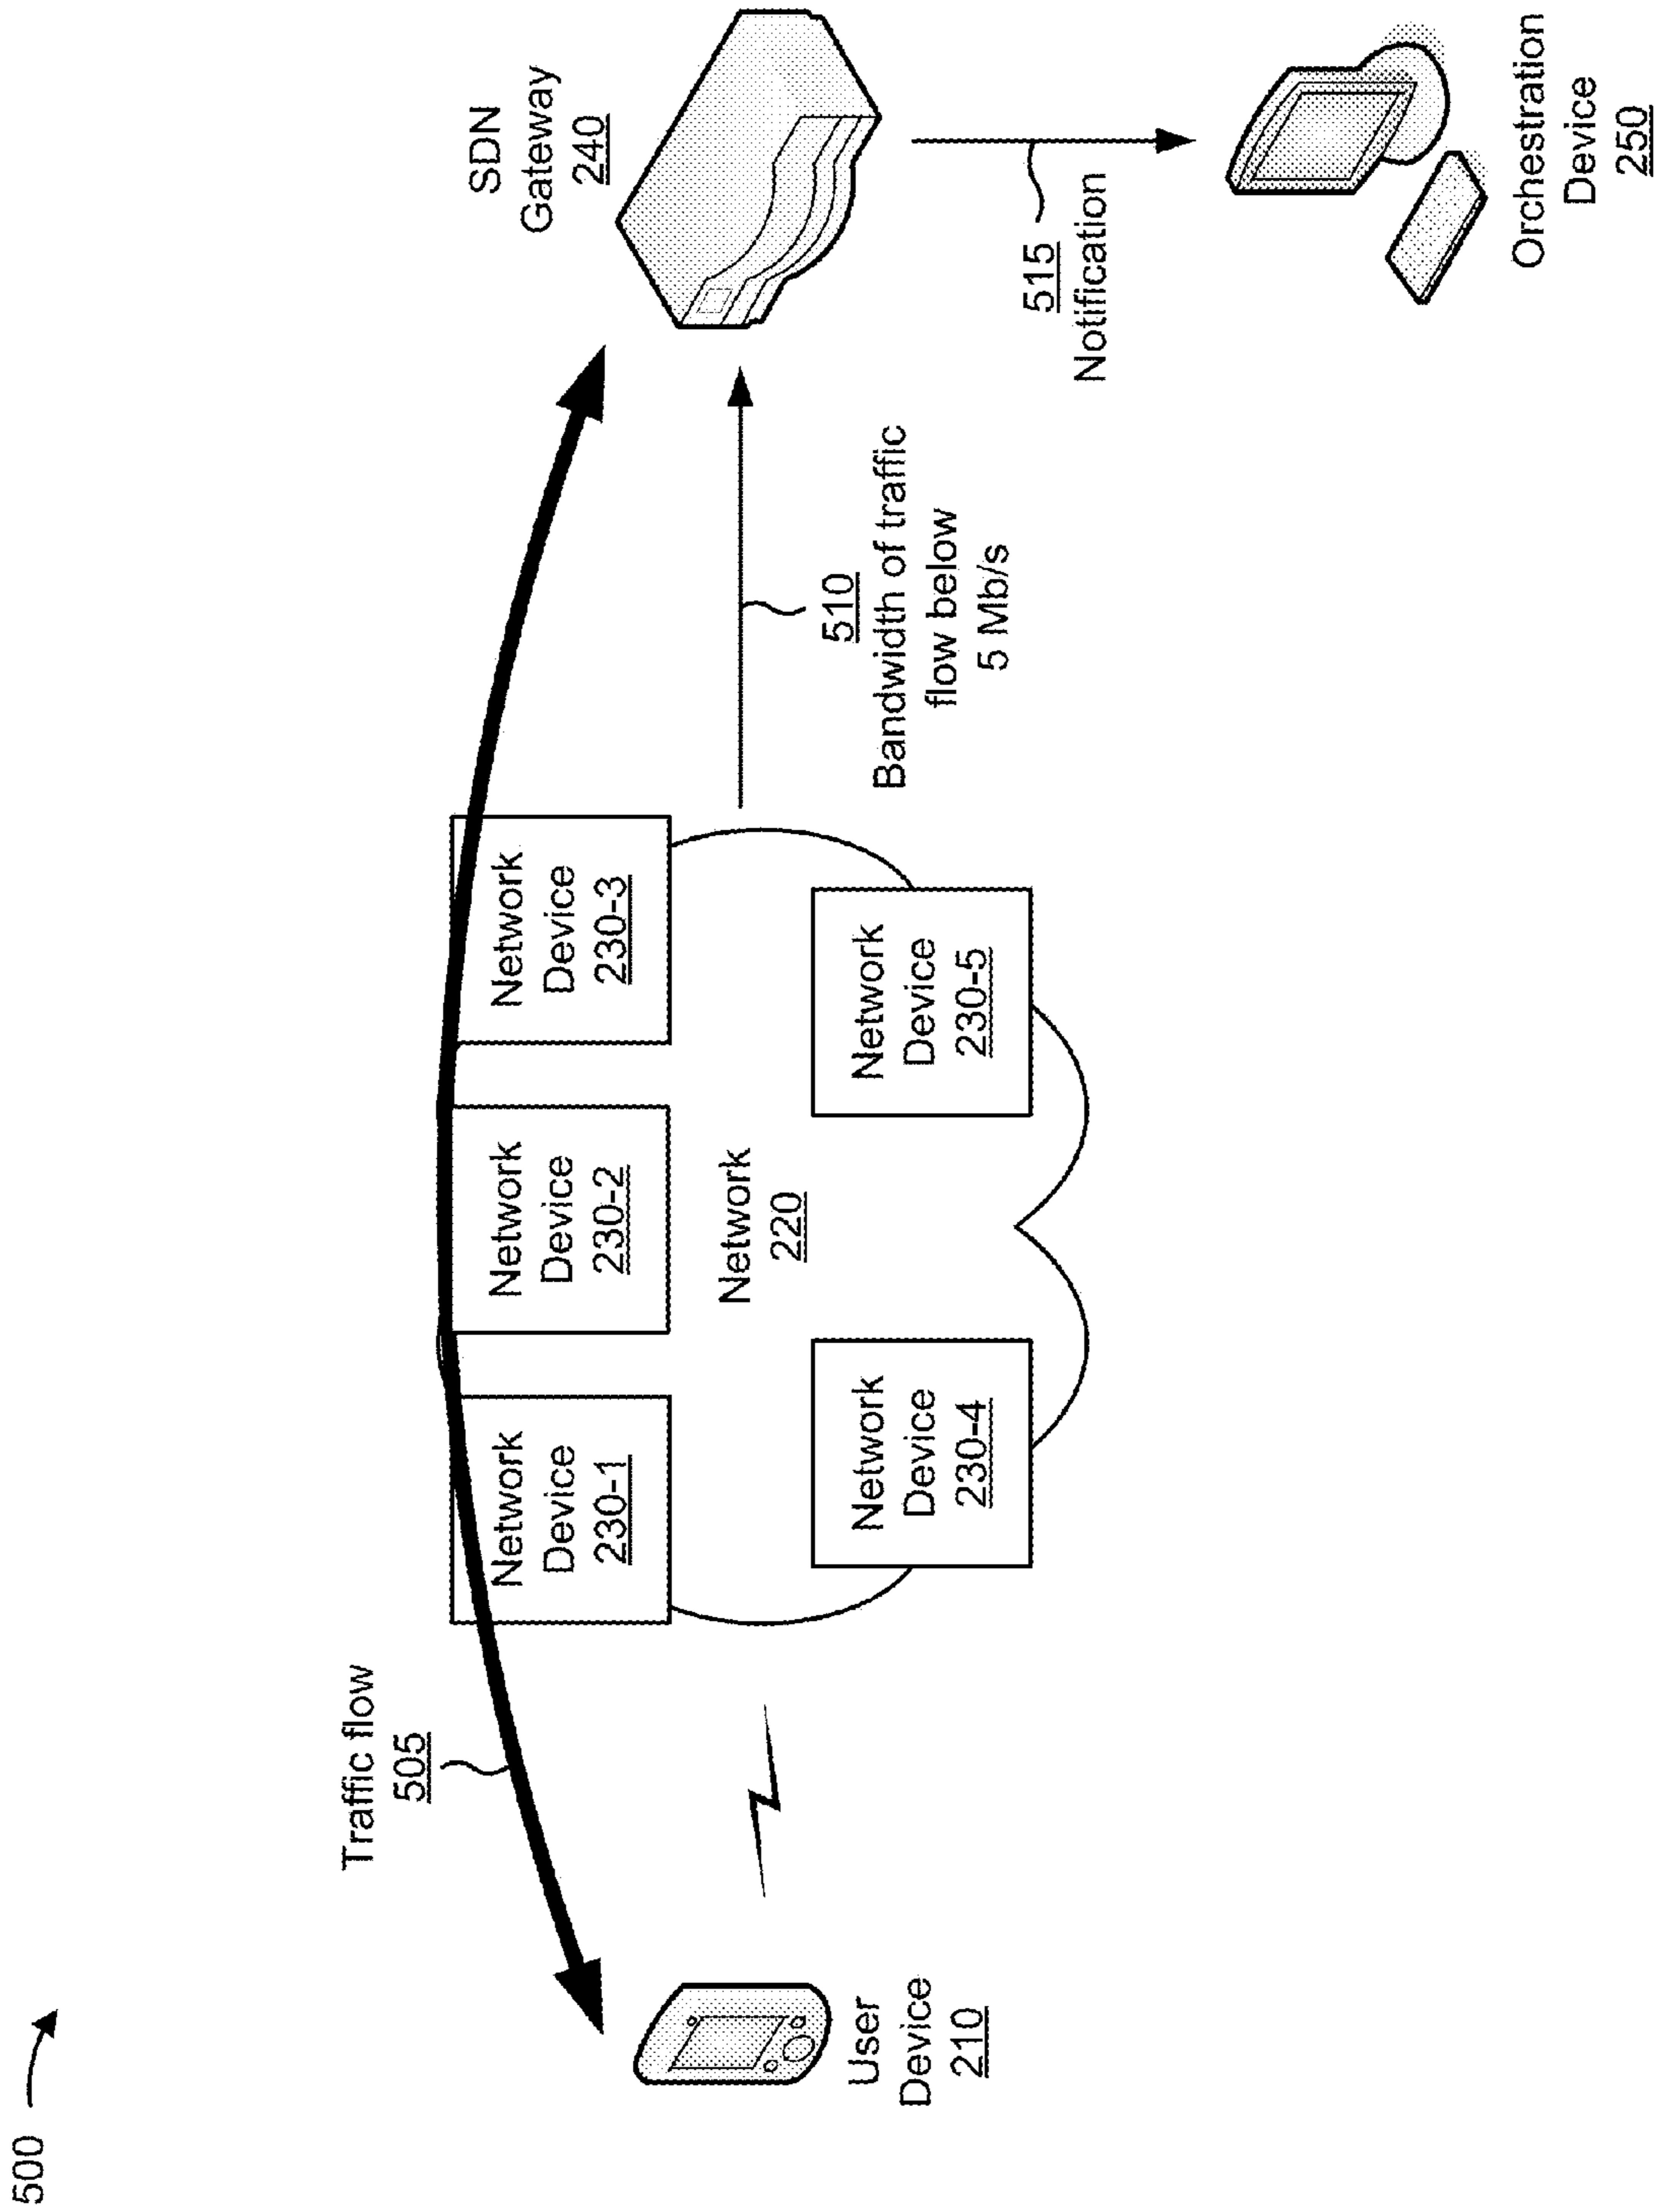 500
Traffic flow
505
SDN
Gateway
240
Network
Device
230-1
Network
Device
230-2
Network
Device
230-3
Network
220
User
Device
210
510
Bandwidth of traffic
flow below
5 Mb/s
Network
Device
230-4
Network
Device
230-5
515
Notification
Orchestration
Device
250